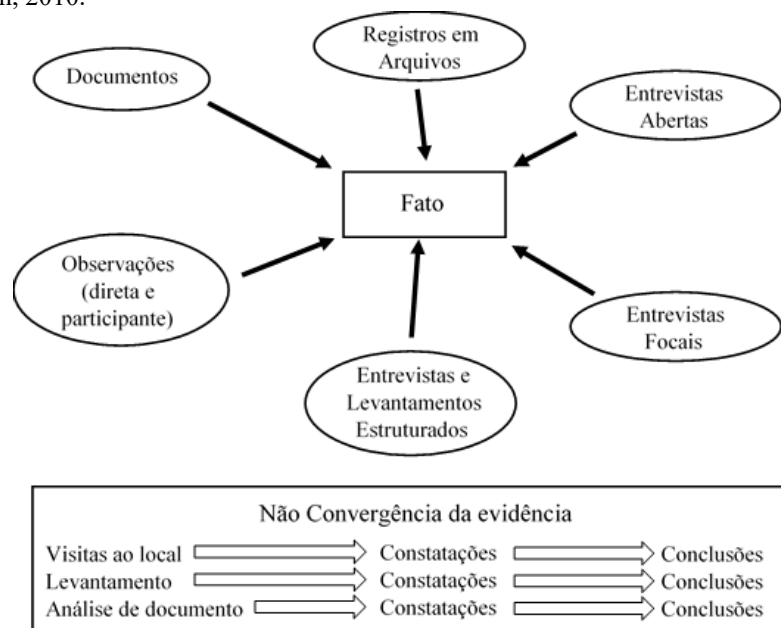 2010.
Registros em
Arquivos
Documentos
Entrevistas
Abertas
Fato
Observações
(direta e
participante)
Entrevistas
Focais
Entrevistas e
Levantamentos
Estruturados
Não Convergência da evidência
Visitas ao local Constatações Conclusões
Levantamento Constatações Conclusões
Análise de documento Constatações Conclusões